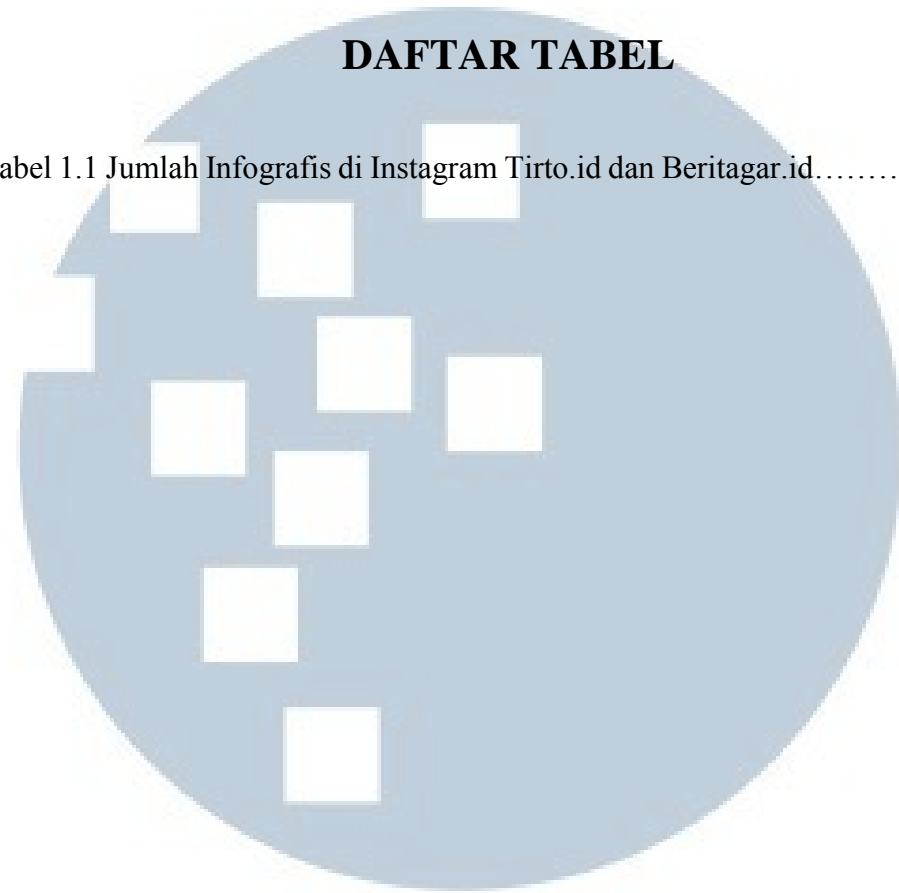 DAFTAR TABEL
abel 1.1 Jumlah Infografis di Instagram Tirto.id dan Beritagar.id………